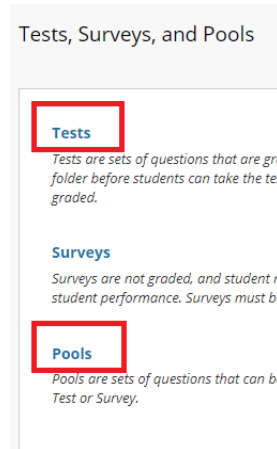 Tests, Surveys, and Pools
Tests
Tests are sets of questions that are
folder before students can take the
graded.
Surveys
Surveys are not graded, and student
student performance. Surveys must
Pools
Pools are sets of questions that can
Test or Survey.